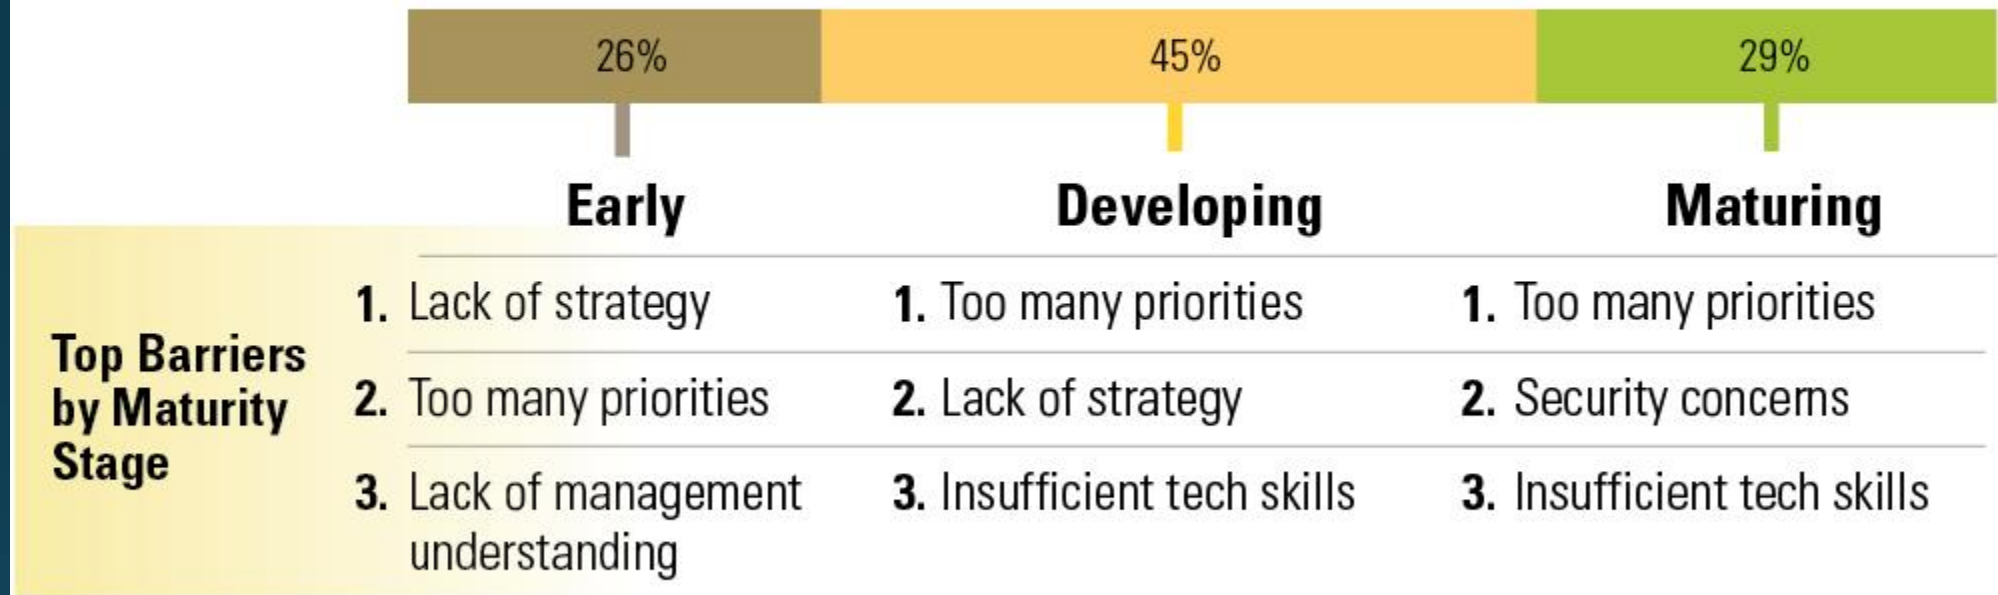 26% 45% 29%
Early Developing Maturing
Top Barriers
by Maturity
Stage
1. Lack of strategy 1. Too many priorities 1. Too many priorities
2. Too many priorities 2. Lack of strategy 2. Security concerns
3. Lack of management 3. Insufficient tech skills 3. Insufficient tech skills
understanding